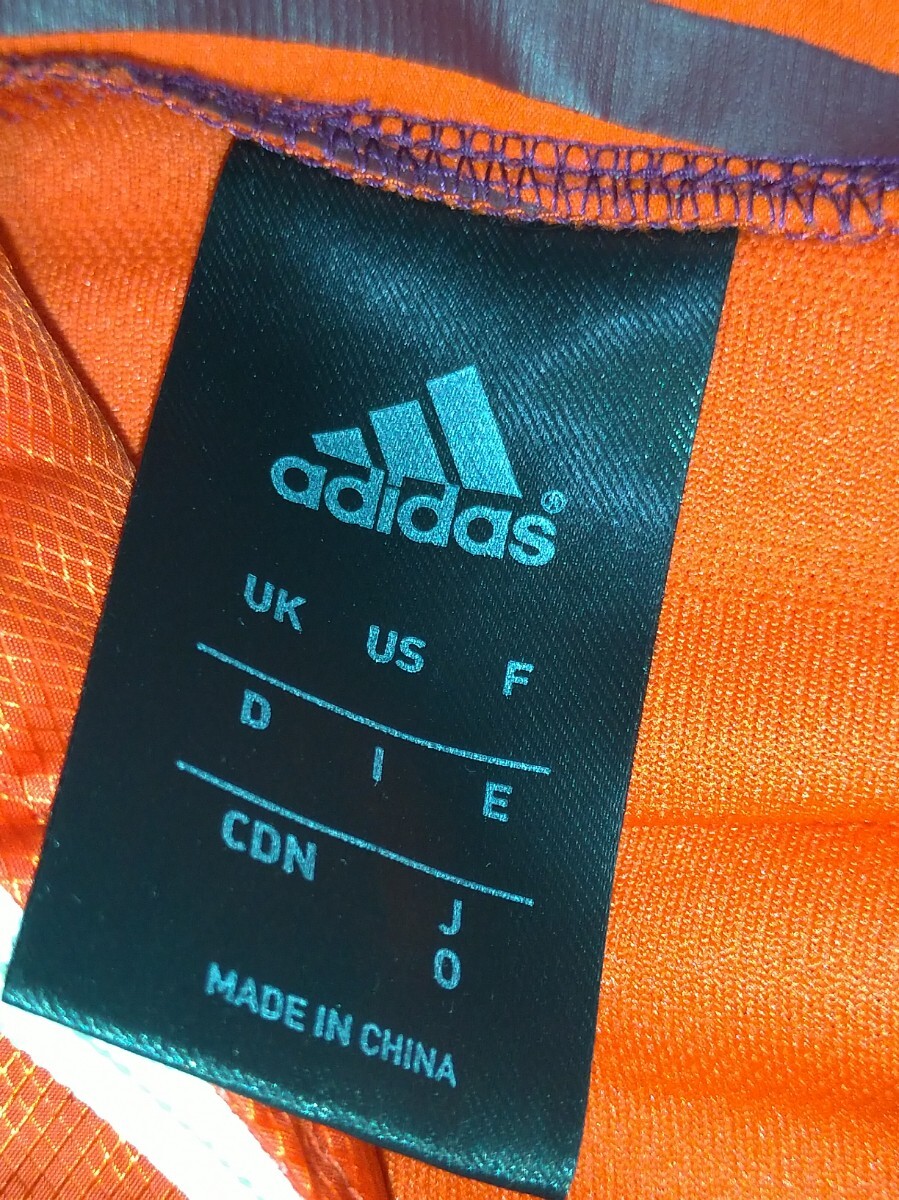 adidas®
UK US F
D I E
CDN J
O
MADE IN CHINA